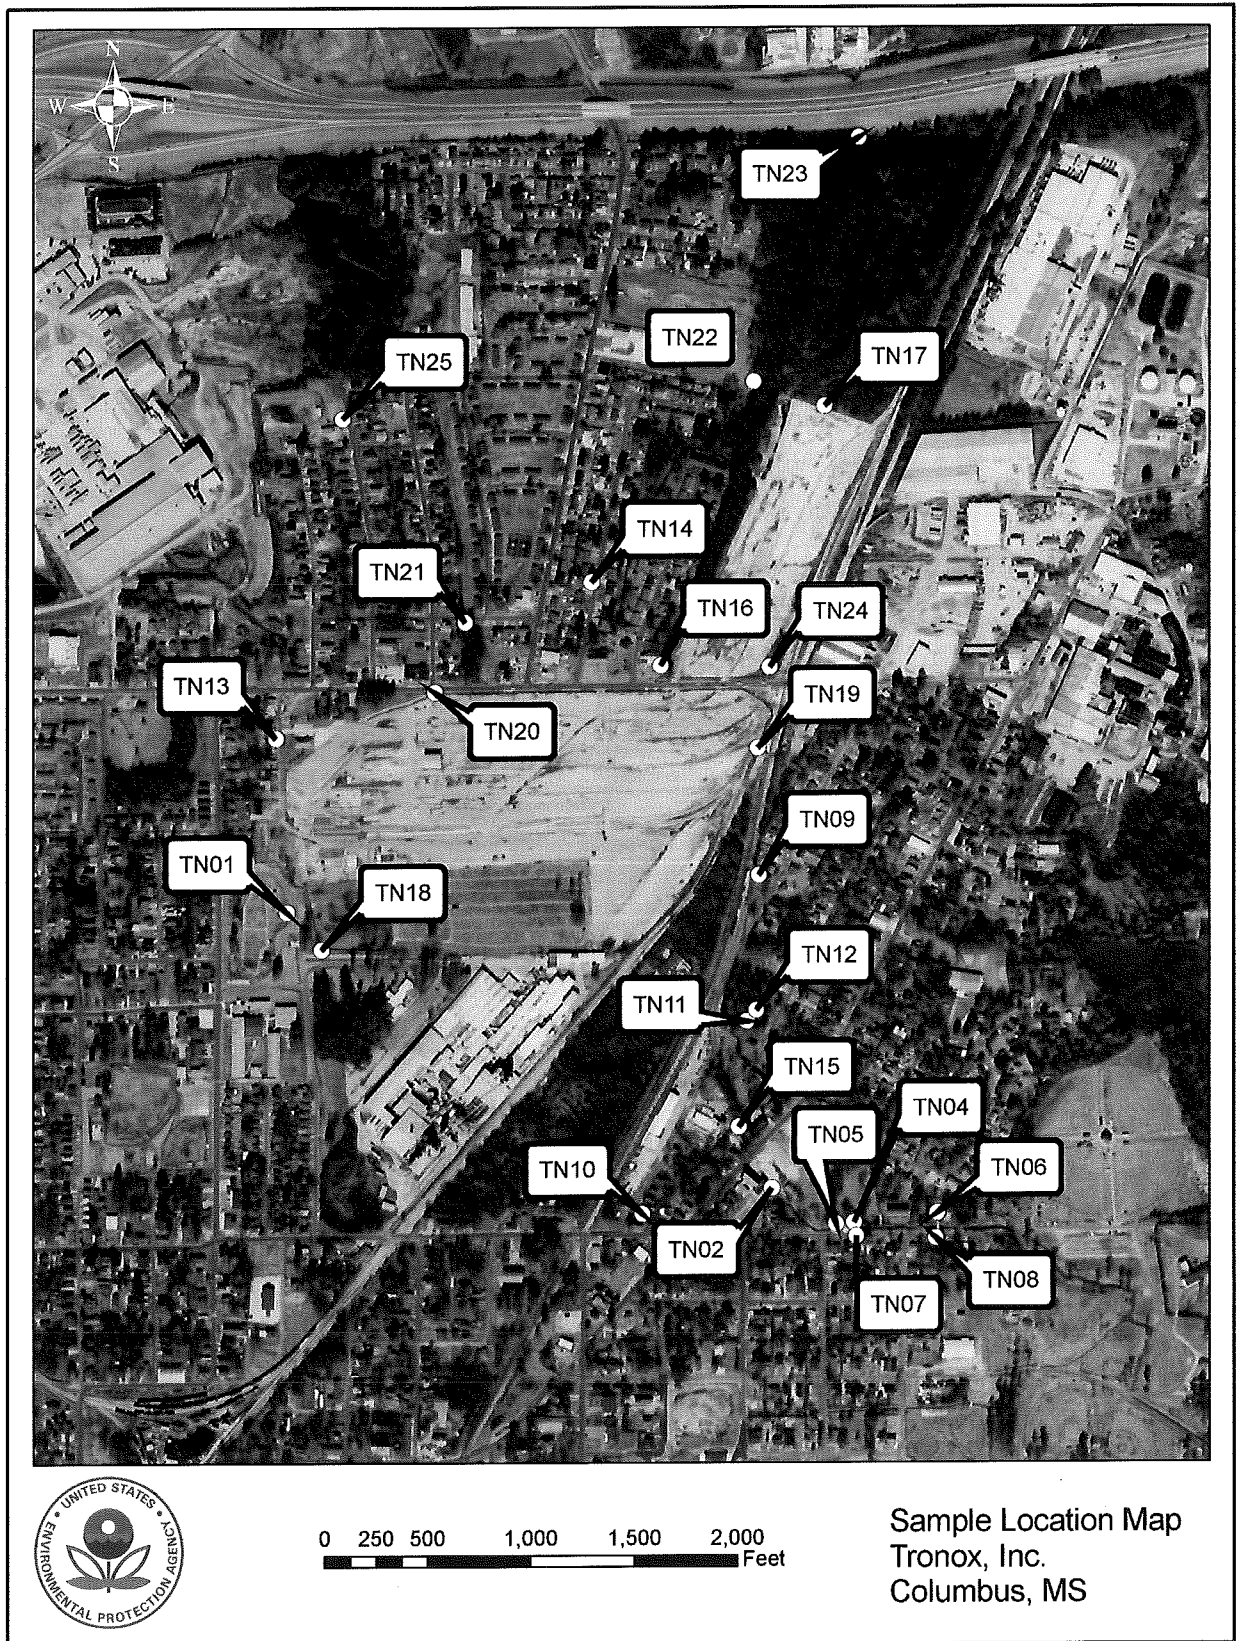 N
W E
S
TN23
TN22
TN17
TN25
TN14
TN21
TN16
TN24
TN13
TN19
TN20
TN09
TN01
TN18
TN12
TN11
TN15
TN04
TN05
TN06
TN10
TN02
TN08
TN07
UNITED STATES
ENVIRONMENTAL PROTECTION AGENCY
0 250 500 1,000 1,500 2,000
Feet
Sample Location Map
Tronox, Inc.
Columbus, MS